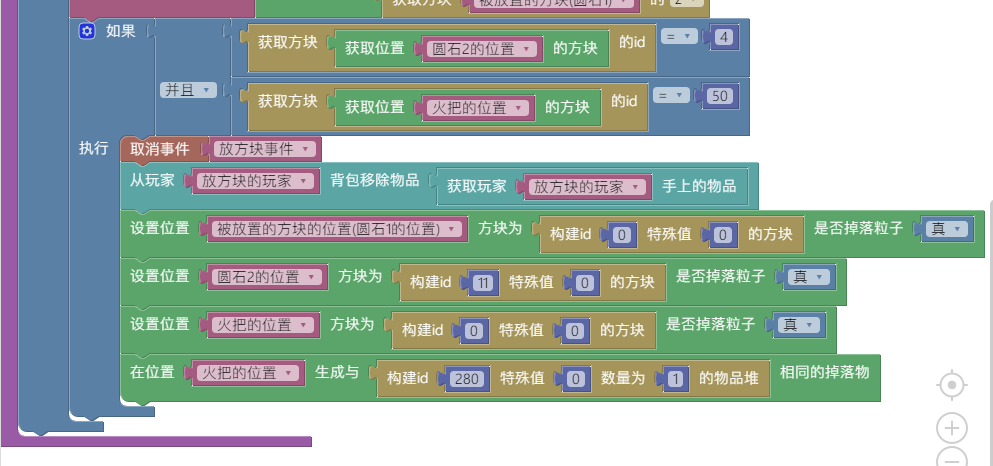 获取方块 被放置的方块(圆石1) 的 2
如果 获取方块 获取位置 圆石2的位置 的方块 的id = 4
并且
获取方块 获取位置 火把的位置 的方块 的id = 50
执行 取消事件 放方块事件
从玩家 放方块的玩家 背包移除物品 获取玩家 放方块的玩家 手上的物品
设置位置 被放置的方块的位置(圆石1的位置) 方块为 构建id 0 特殊值 0 的方块 是否掉落粒子 真
设置位置 圆石2的位置 方块为 构建id 11 特殊值 0 的方块 是否掉落粒子 真
设置位置 火把的位置 方块为 构建id 0 特殊值 0 的方块 是否掉落粒子 真
在位置 火把的位置 生成与 构建id 280 特殊值 0 数量为 1 的物品堆 相同的掉落物